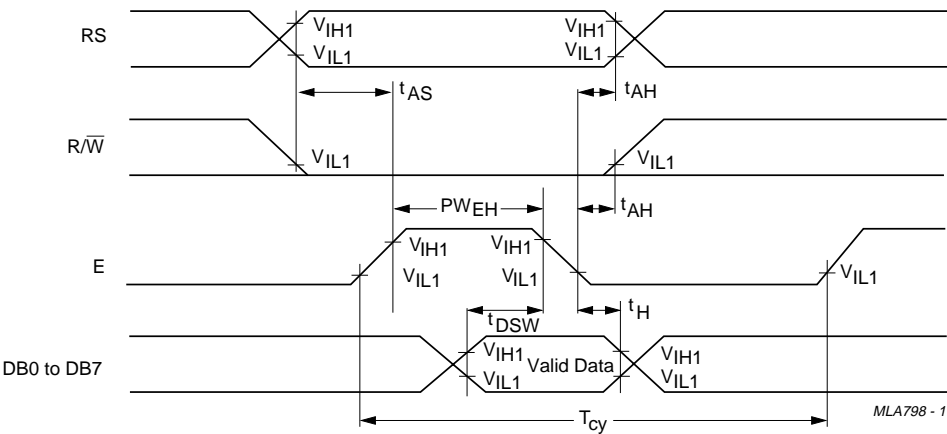 RS
VIH1
VIL1
VIH1
VIL1
tAS
tAH
R/W̅
VIL1
VIL1
tAH
PWEH
E
VIH1
VIL1
VIH1
VIL1
VIL1
tDSW
tH
DB0 to DB7
VIH1
VIL1
Valid Data
VIH1
VIL1
Tcy
MLA798 - 1